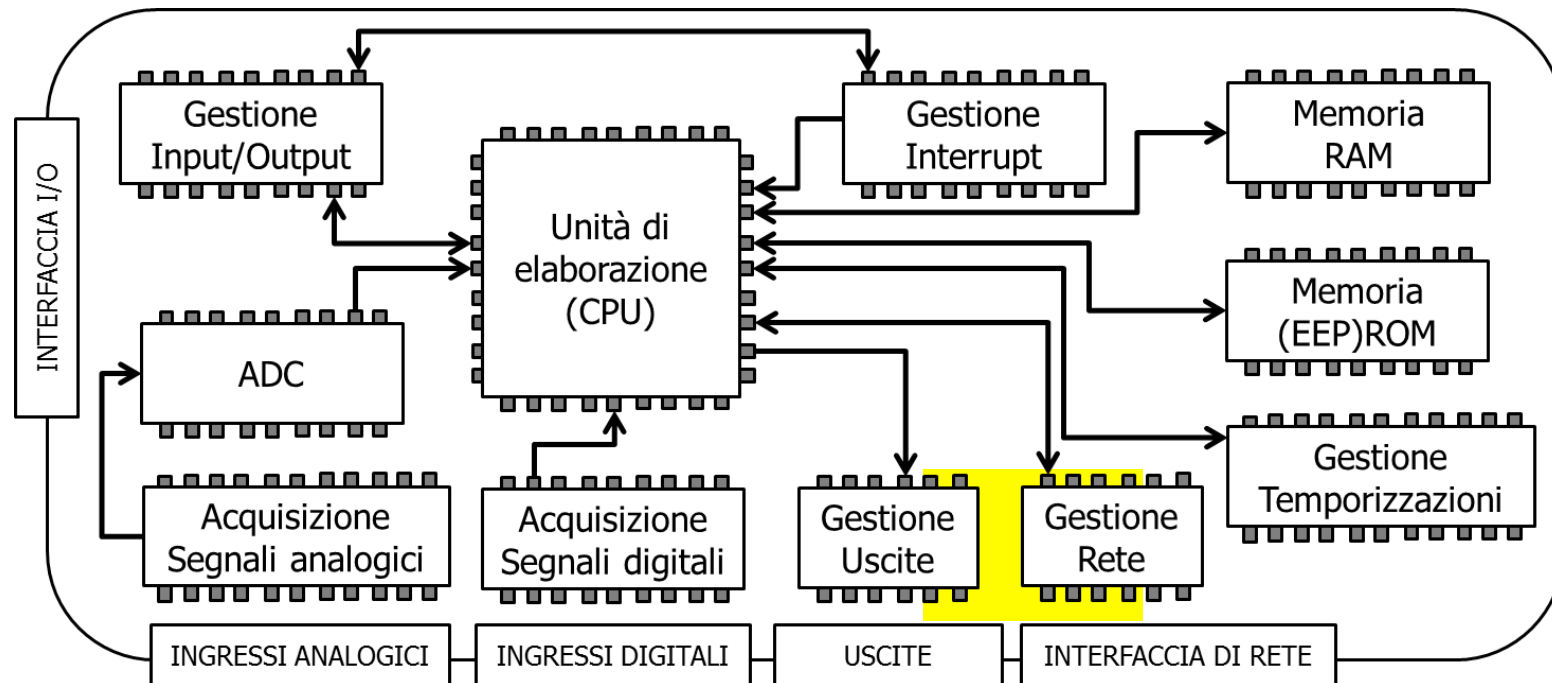 Gestione
Input/Output
Gestione
Interrupt
Memoria
RAM
INTERFACCIA I/O
Unità di
elaborazione
(CPU)
Memoria
(EEP)ROM
ADC
Gestione
Temporizzazioni
Acquisizione
Segnali analogici
Acquisizione
Segnali digitali
Gestione
Uscite
Gestione
Rete
INGRESSI ANALOGICI
INGRESSI DIGITALI
USCITE
INTERFACCIA DI RETE